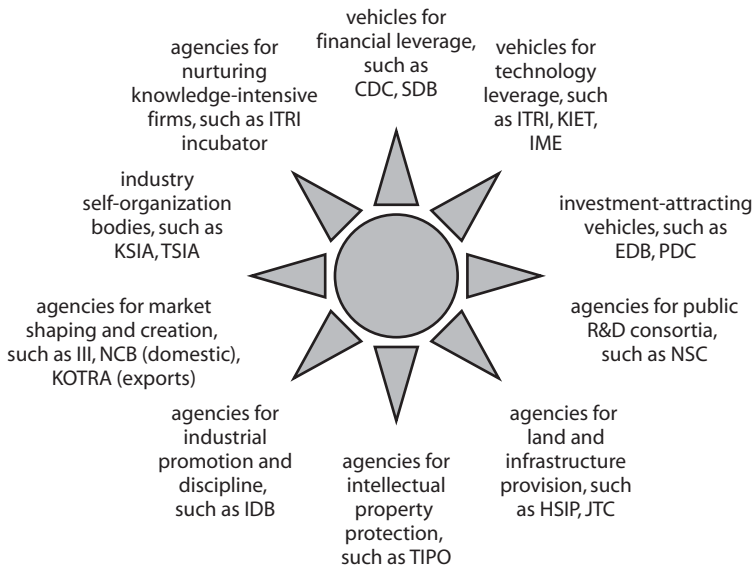 vehicles for
financial leverage,
such as
CDC, SDB
vehicles for
technology
leverage, such
as ITRI, KIET,
IME
investment-attracting
vehicles, such as
EDB, PDC
agencies for public
R&D consortia,
such as NSC
agencies for
land and
infrastructure
provision, such
as HSIP, JTC
agencies for
intellectual
property
protection,
such as TIPO
agencies for
industrial
promotion and
discipline,
such as IDB
agencies for market
shaping and creation,
such as III, NCB (domestic),
KOTRA (exports)
industry
self-organization
bodies, such as
KSIA, TSIA
agencies for
nurturing
knowledge-intensive
firms, such as ITRI
incubator